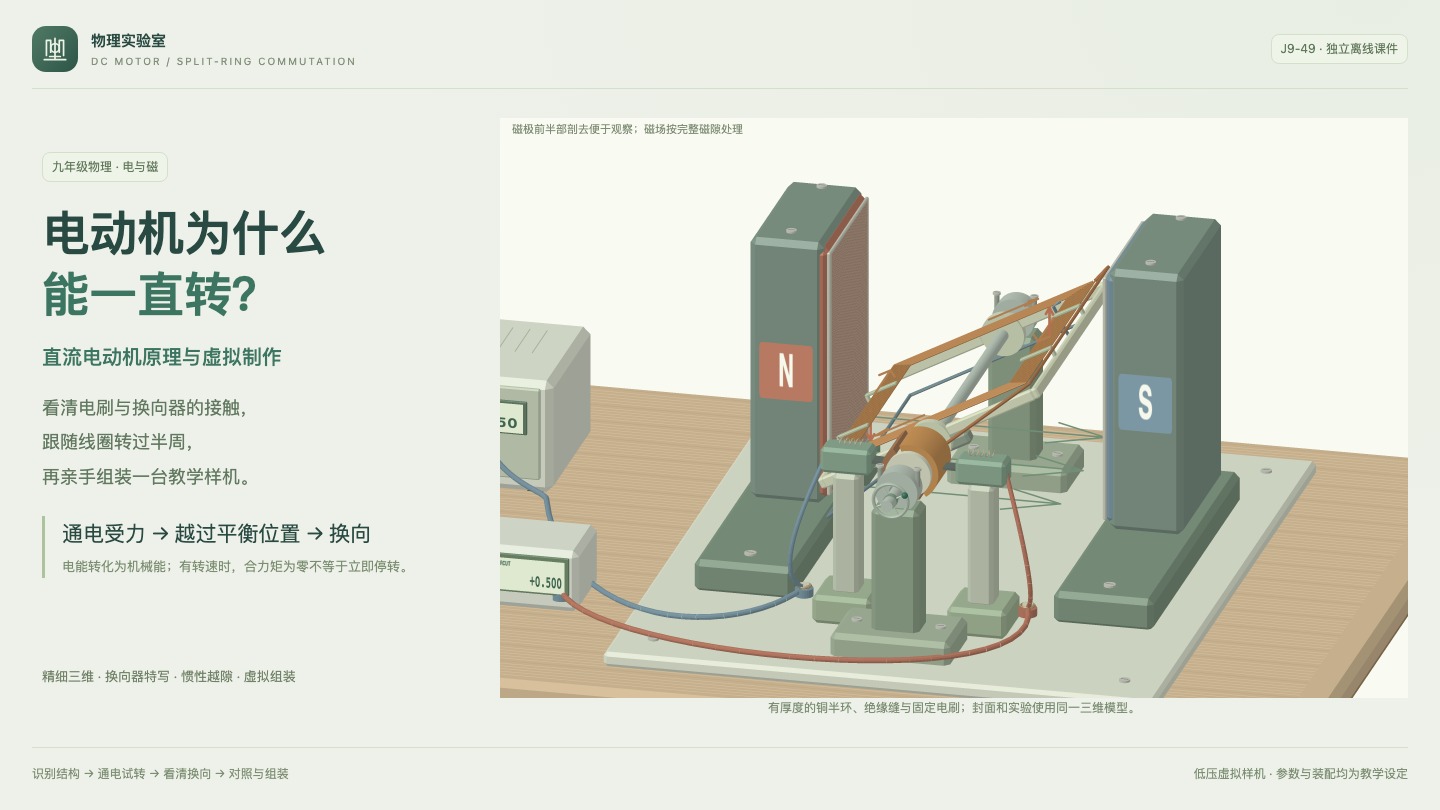 物理实验室
DC MOTOR / SPLIT-RING COMMUTATION
J9-49 · 独立离线课件
九年级物理 · 电与磁
电动机为什么
能一直转?
直流电动机原理与虚拟制作
看清电刷与换向器的接触，
跟随线圈转过半周，
再亲手组装一台教学样机。
通电受力 → 越过平衡位置 → 换向
电能转化为机械能；有转速时，合力矩为零不等于立即停转。
精细三维 · 换向器特写 · 惯性越隙 · 虚拟组装
磁极前半部剖去便于观察；磁场按完整磁隙处理
N
S
50
+0.500
有厚度的铜半环、绝缘缝与固定电刷；封面和实验使用同一三维模型。
识别结构 → 通电试转 → 看清换向 → 对照与组装
低压虚拟样机 · 参数与装配均为教学设定